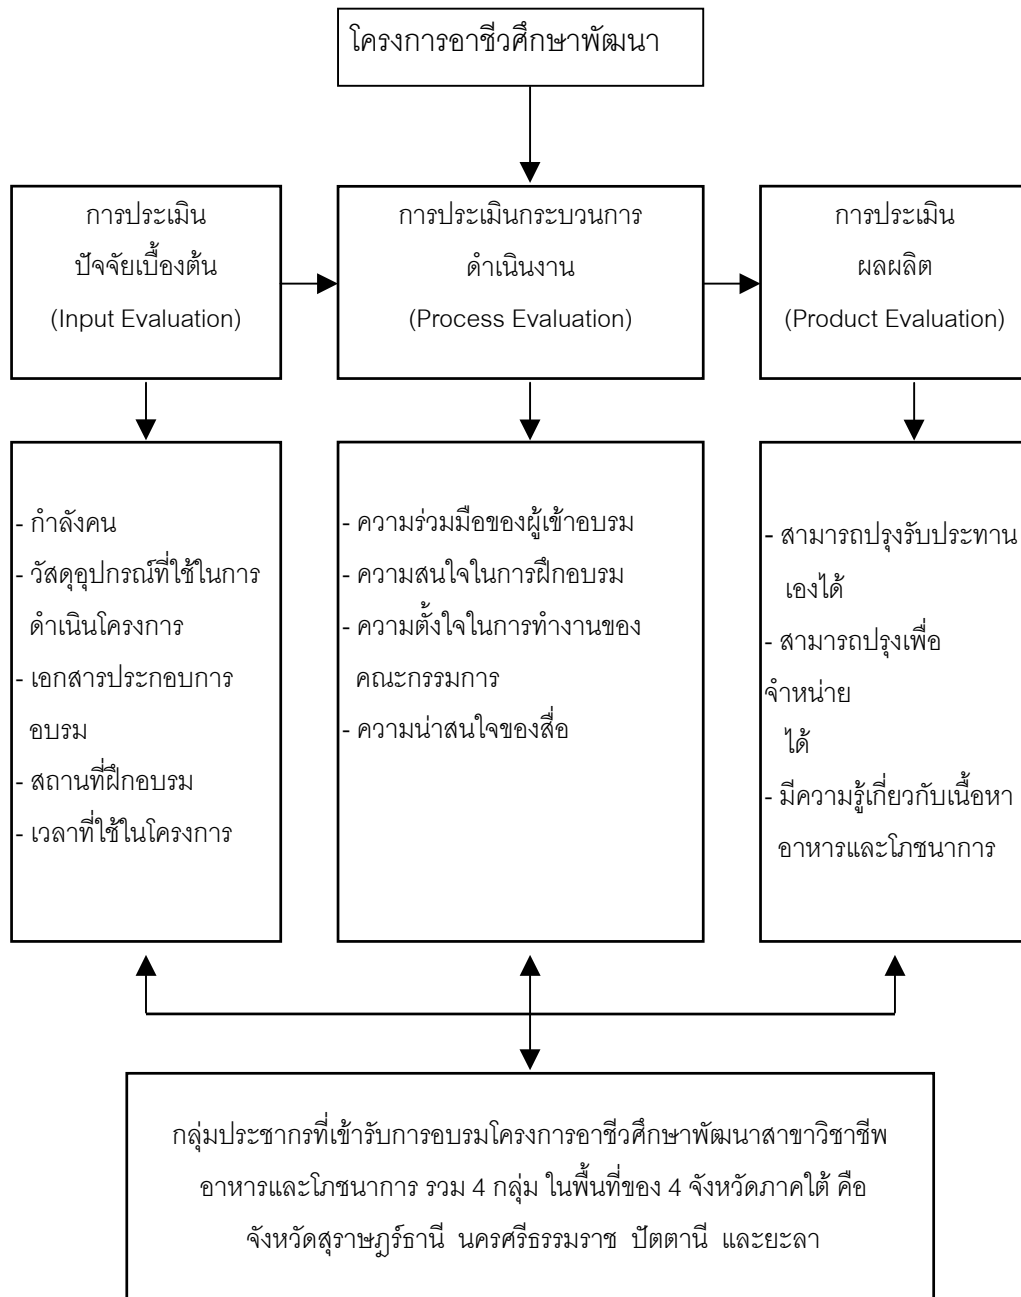 โครงการอาชีวศึกษาพัฒนา
การประเมิน
ปัจจัยเบื้องต้น
(Input Evaluation)
การประเมินกระบวนการ
ดำเนินงาน
(Process Evaluation)
การประเมิน
ผลผลิต
(Product Evaluation)
- กำลังคน
- วัสดุอุปกรณ์ที่ใช้ในการ
ดำเนินโครงการ
- เอกสารประกอบการ
อบรม
- สถานที่ฝึกอบรม
- เวลาที่ใช้ในโครงการ
- ความร่วมมือของผู้เข้าอบรม
- ความสนใจในการฝึกอบรม
- ความตั้งใจในการทำงานของ
คณะกรรมการ
- ความน่าสนใจของสื่อ
- สามารถปรุงรับประทาน
เองได้
- สามารถปรุงเพื่อ
จำหน่าย
ได้
- มีความรู้เกี่ยวกับเนื้อหา
อาหารและโภชนาการ
กลุ่มประชากรที่เข้ารับการอบรมโครงการอาชีวศึกษาพัฒนาสาขาวิชาชีพ
อาหารและโภชนาการ รวม 4 กลุ่ม ในพื้นที่ของ 4 จังหวัดภาคใต้ คือ
จังหวัดสุราษฎร์ธานี นครศรีธรรมราช ปัตตานี และยะลา